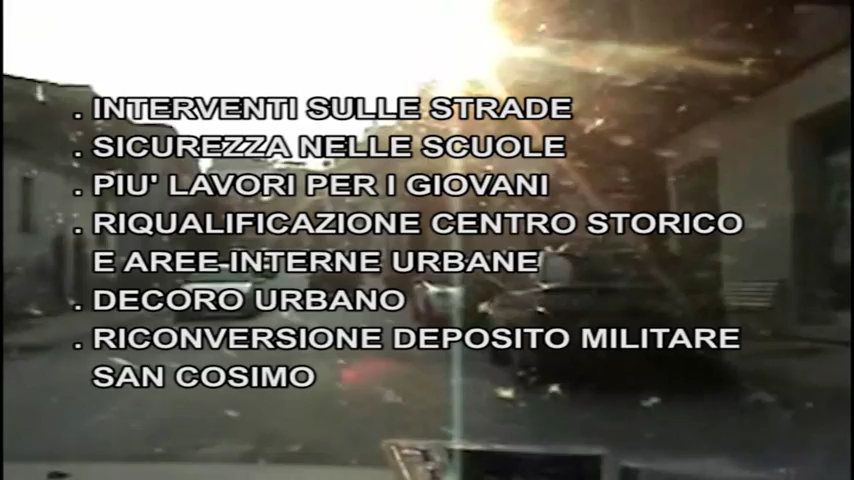 . INTERVENTI SULLE STRADE
. SICUREZZA NELLE SCUOLE
. PIU' LAVORI PER I GIOVANI
. RIQUALIFICAZIONE CENTRO STORICO
E AREE INTERNE URBANE
. DECORO URBANO
. RICONVERSIONE DEPOSITO MILITARE
SAN COSIMO